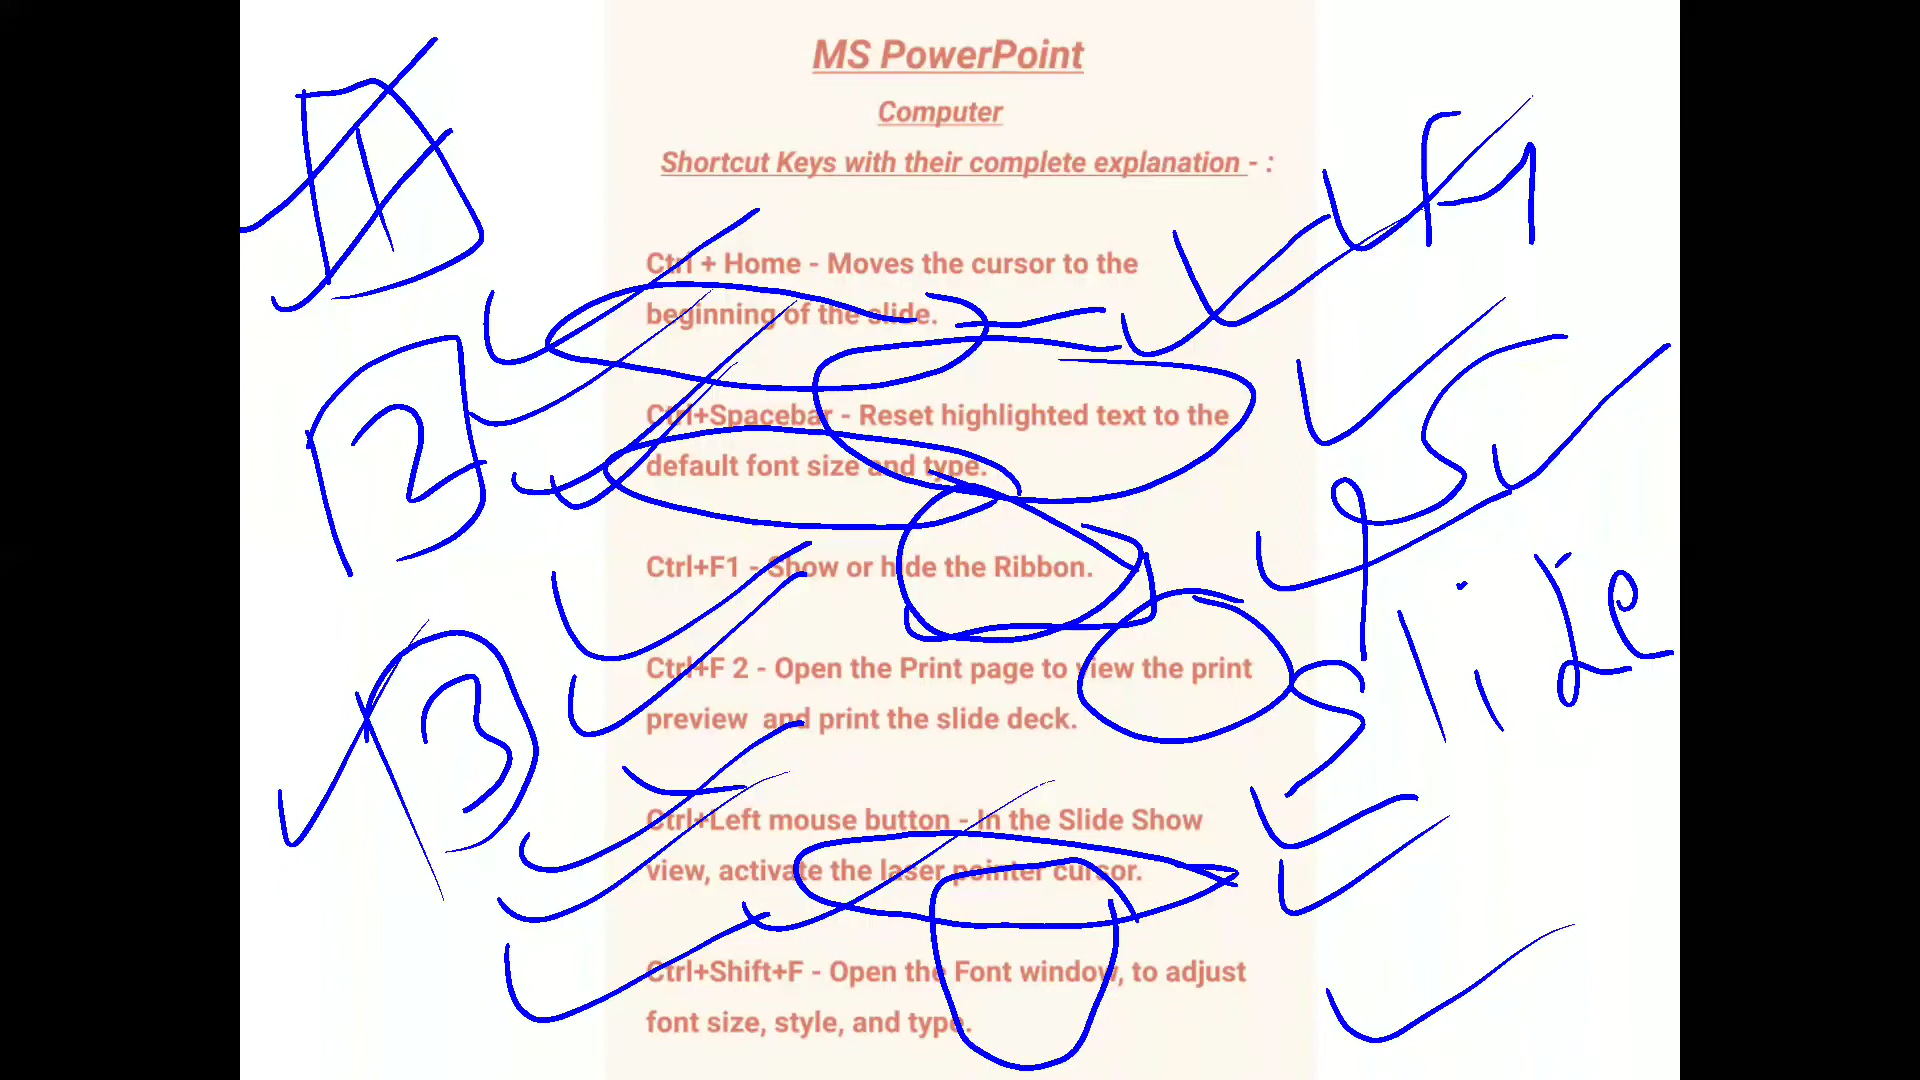 MS PowerPoint
Computer
Shortcut Keys with their complete explanation - :
1
F1
Ctrl + Home - Moves the cursor to the
beginning of the slide.
2
Ctrl+Spacebar - Reset highlighted text to the
default font size and type.
Ctrl+F1 - Show or hide the Ribbon.
Slide
3
Ctrl+F 2 - Open the Print page to view the print
preview and print the slide deck.
Ctrl+Left mouse button - In the Slide Show
view, activate the laser pointer cursor.
Ctrl+Shift+F - Open the Font window, to adjust
font size, style, and type.